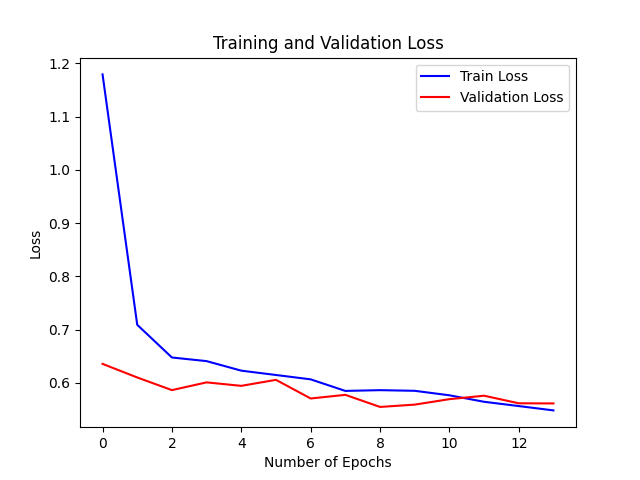 Training and Validation Loss
Train Loss
Validation Loss
1.2
1.1
1.0
0.9
0.8
0.7
0.6
Loss
0 2 4 6 8 10 12
Number of Epochs